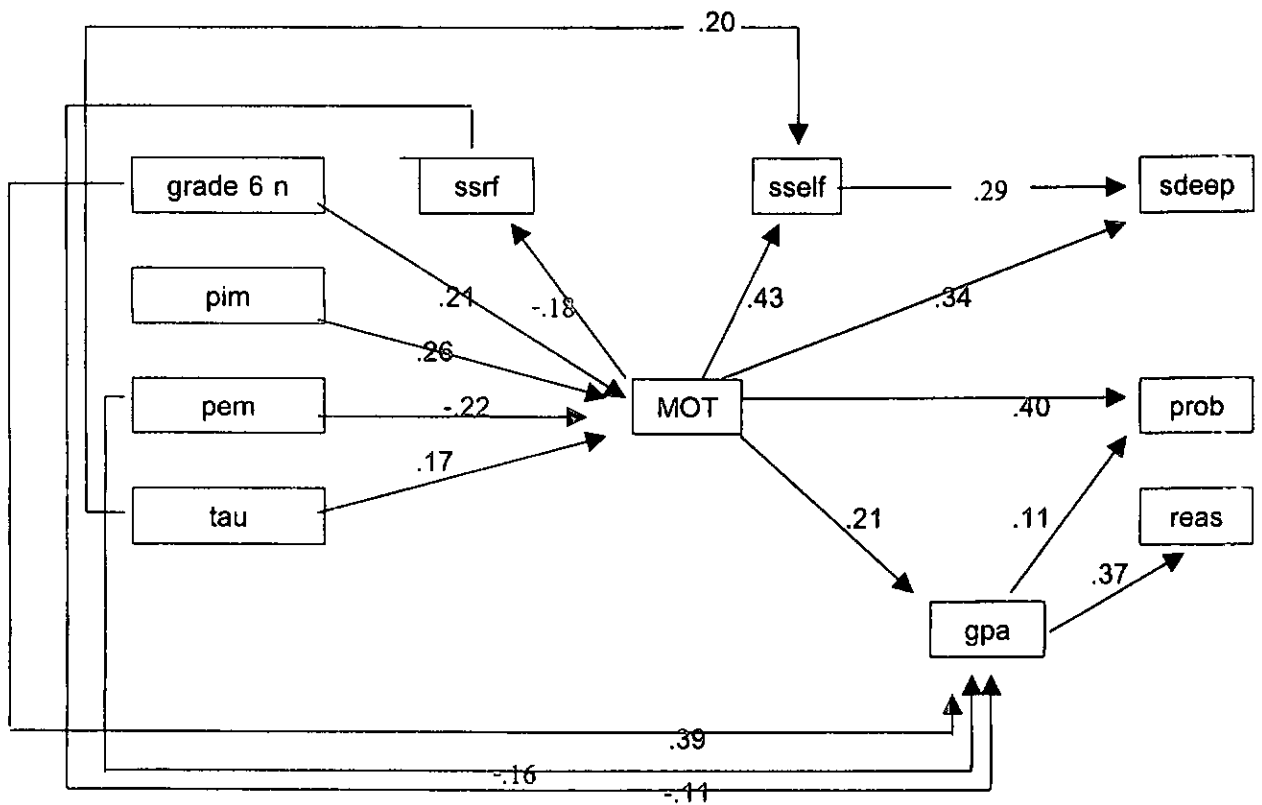 .20
grade 6 n
ssrf
sself
.29
sdeep
pim
.21
-.18
.43
.34
.26
pem
-.22
MOT
.40
prob
.17
tau
.21
.11
reas
.37
gpa
.39
-.16
-.11